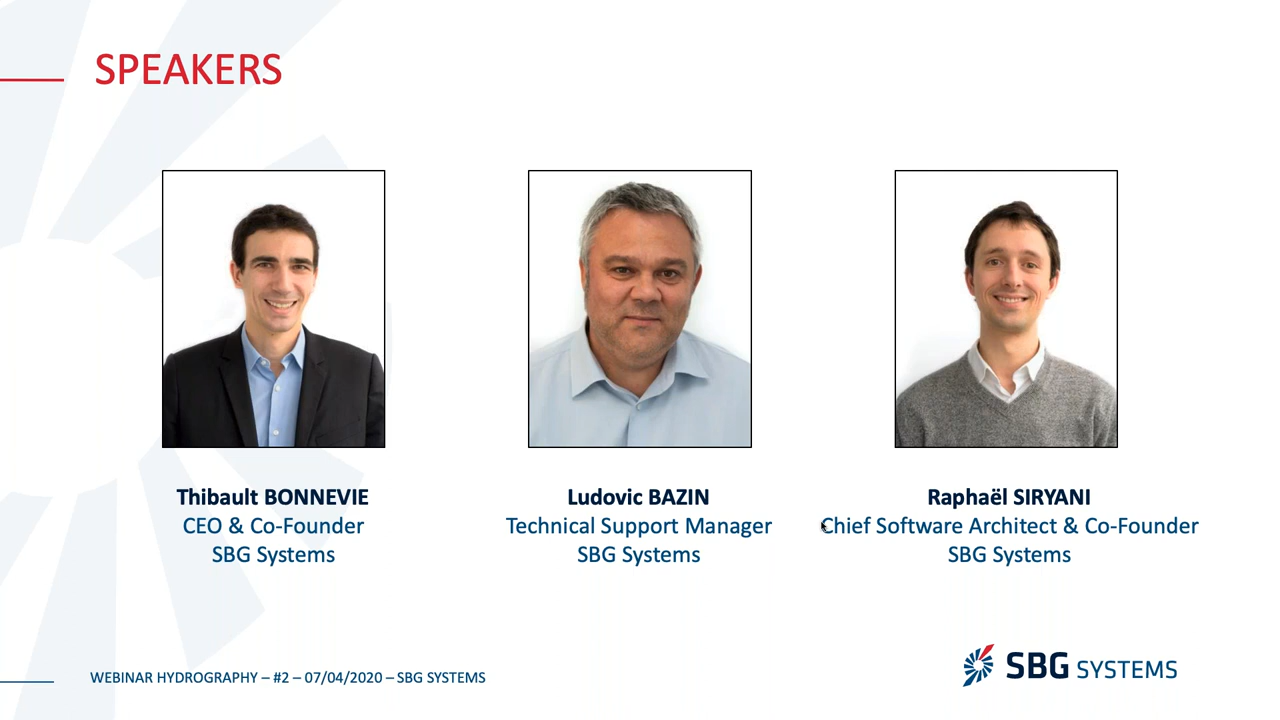 SPEAKERS
Thibault BONNEVIE
CEO & Co-Founder
SBG Systems
Ludovic BAZIN
Technical Support Manager
SBG Systems
Raphaël SIRYANI
Chief Software Architect & Co-Founder
SBG Systems
WEBINAR HYDROGRAPHY – #2 – 07/04/2020 – SBG SYSTEMS
SBG SYSTEMS